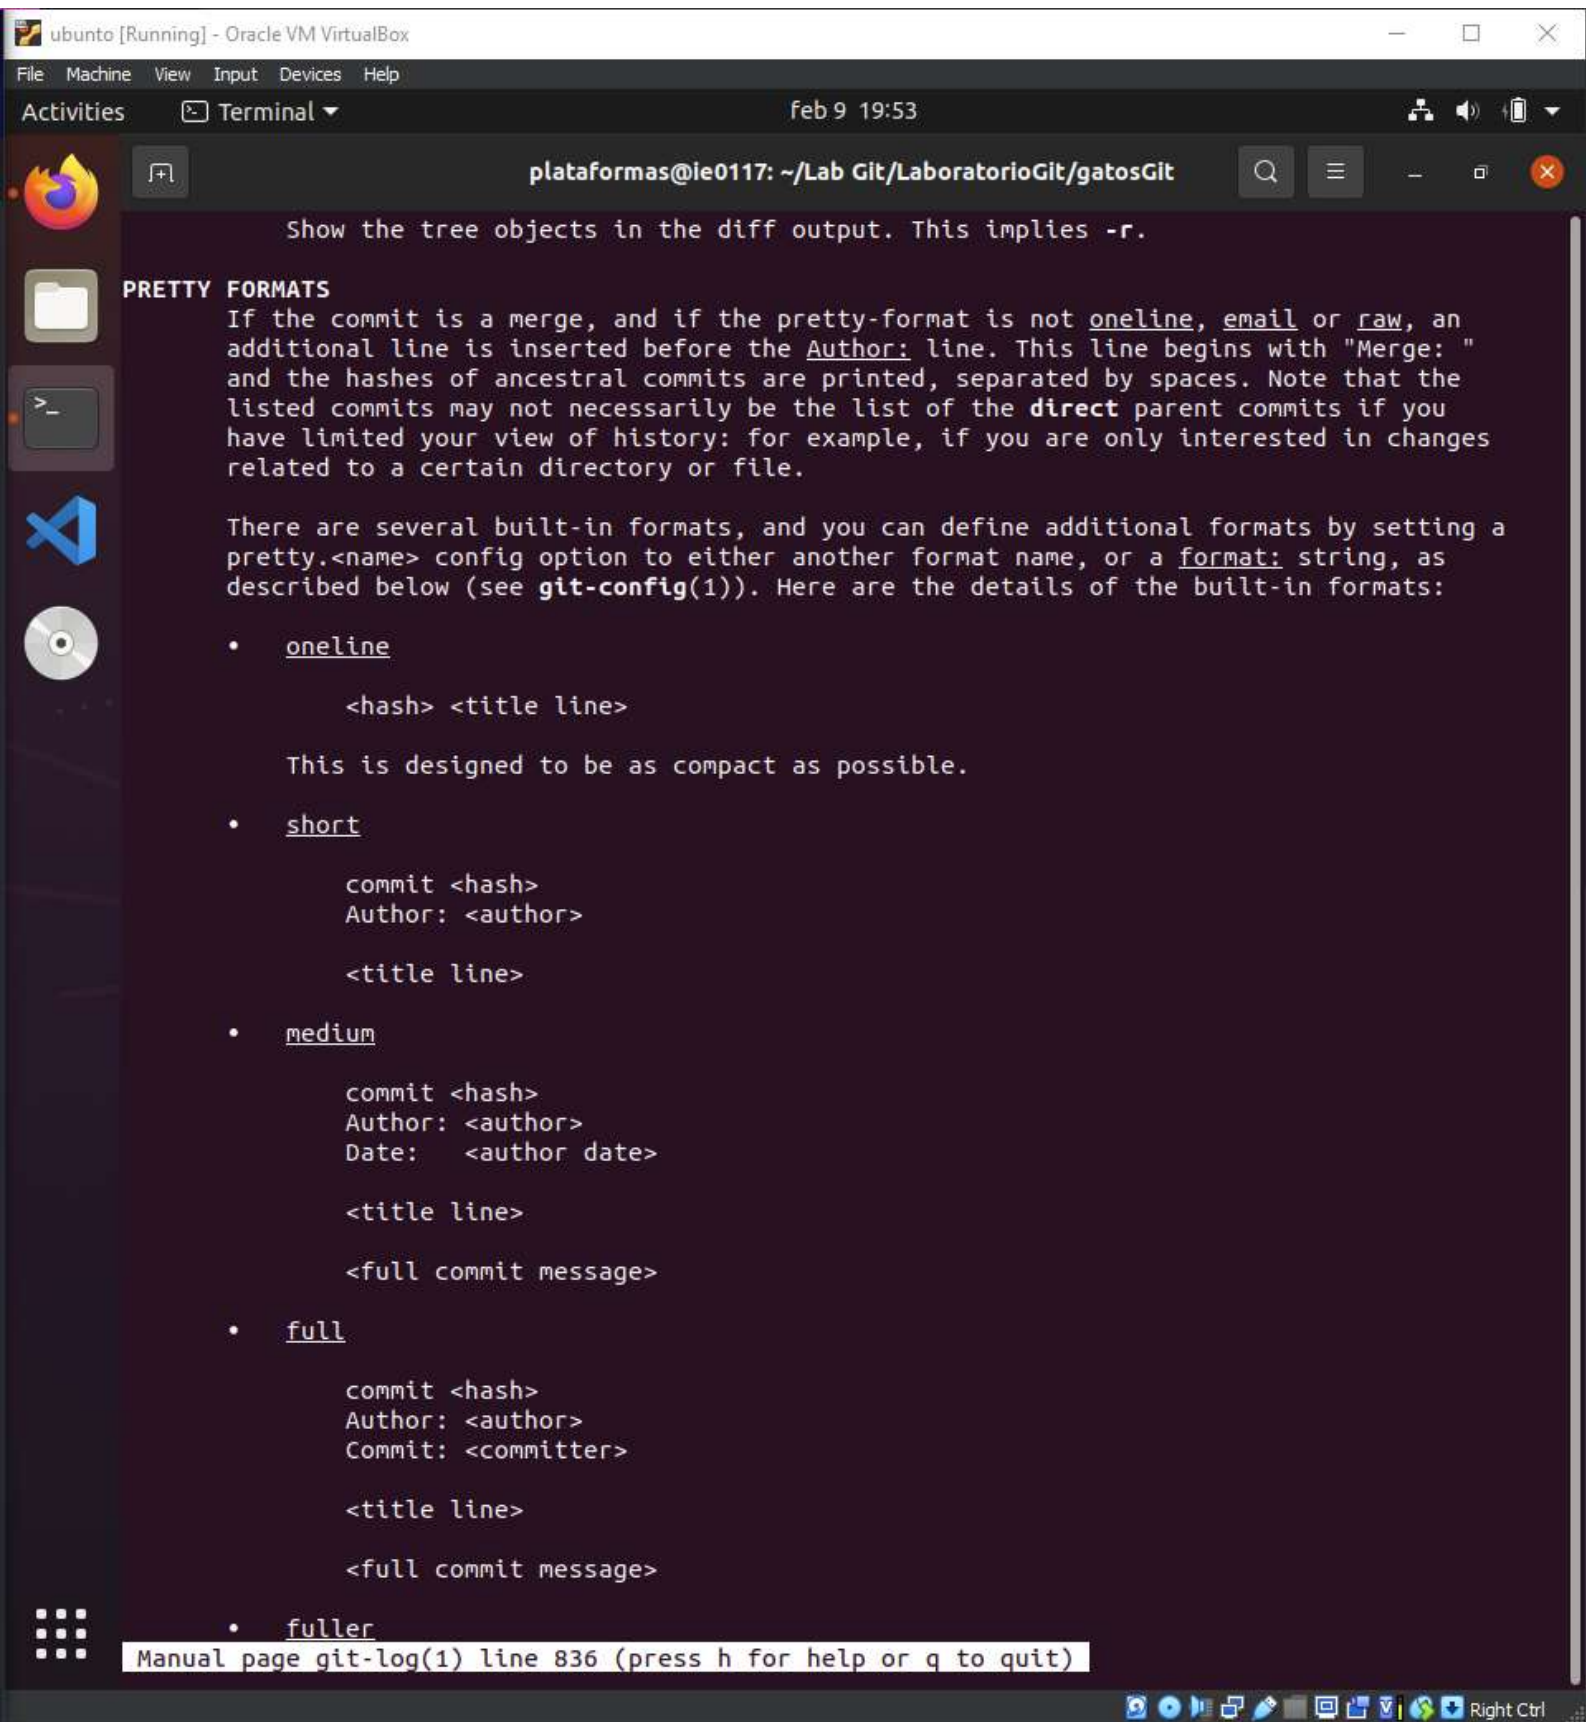 ubunto [Running] - Oracle VM VirtualBox
File Machine View Input Devices Help
Activities Terminal feb 9 19:53
plataformas@ie0117: ~/Lab Git/LaboratorioGit/gatosGit
Show the tree objects in the diff output. This implies -r.
PRETTY FORMATS
If the commit is a merge, and if the pretty-format is not oneline, email or raw, an
additional line is inserted before the Author: line. This line begins with "Merge: "
and the hashes of ancestral commits are printed, separated by spaces. Note that the
listed commits may not necessarily be the list of the direct parent commits if you
have limited your view of history: for example, if you are only interested in changes
related to a certain directory or file.
There are several built-in formats, and you can define additional formats by setting a
pretty.<name> config option to either another format name, or a format: string, as
described below (see git-config(1)). Here are the details of the built-in formats:
• oneline
<hash> <title line>
This is designed to be as compact as possible.
• short
commit <hash>
Author: <author>
<title line>
• medium
commit <hash>
Author: <author>
Date:   <author date>
<title line>
<full commit message>
• full
commit <hash>
Author: <author>
Commit: <committer>
<title line>
<full commit message>
• fuller
Manual page git-log(1) line 836 (press h for help or q to quit)
Right Ctrl